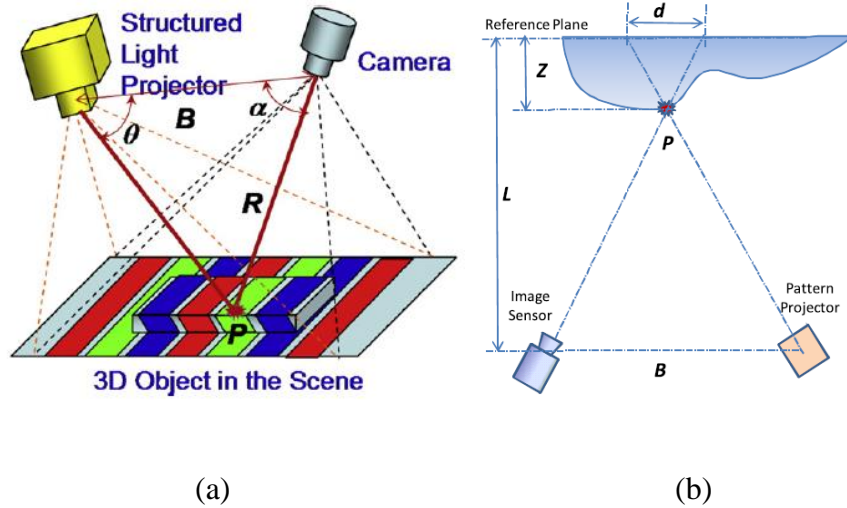 Structured
Light
Projector
Camera
B
α
θ
R
P
3D Object in the Scene
(a)
Reference Plane
d
Z
P
L
Image
Sensor
Pattern
Projector
B
(b)